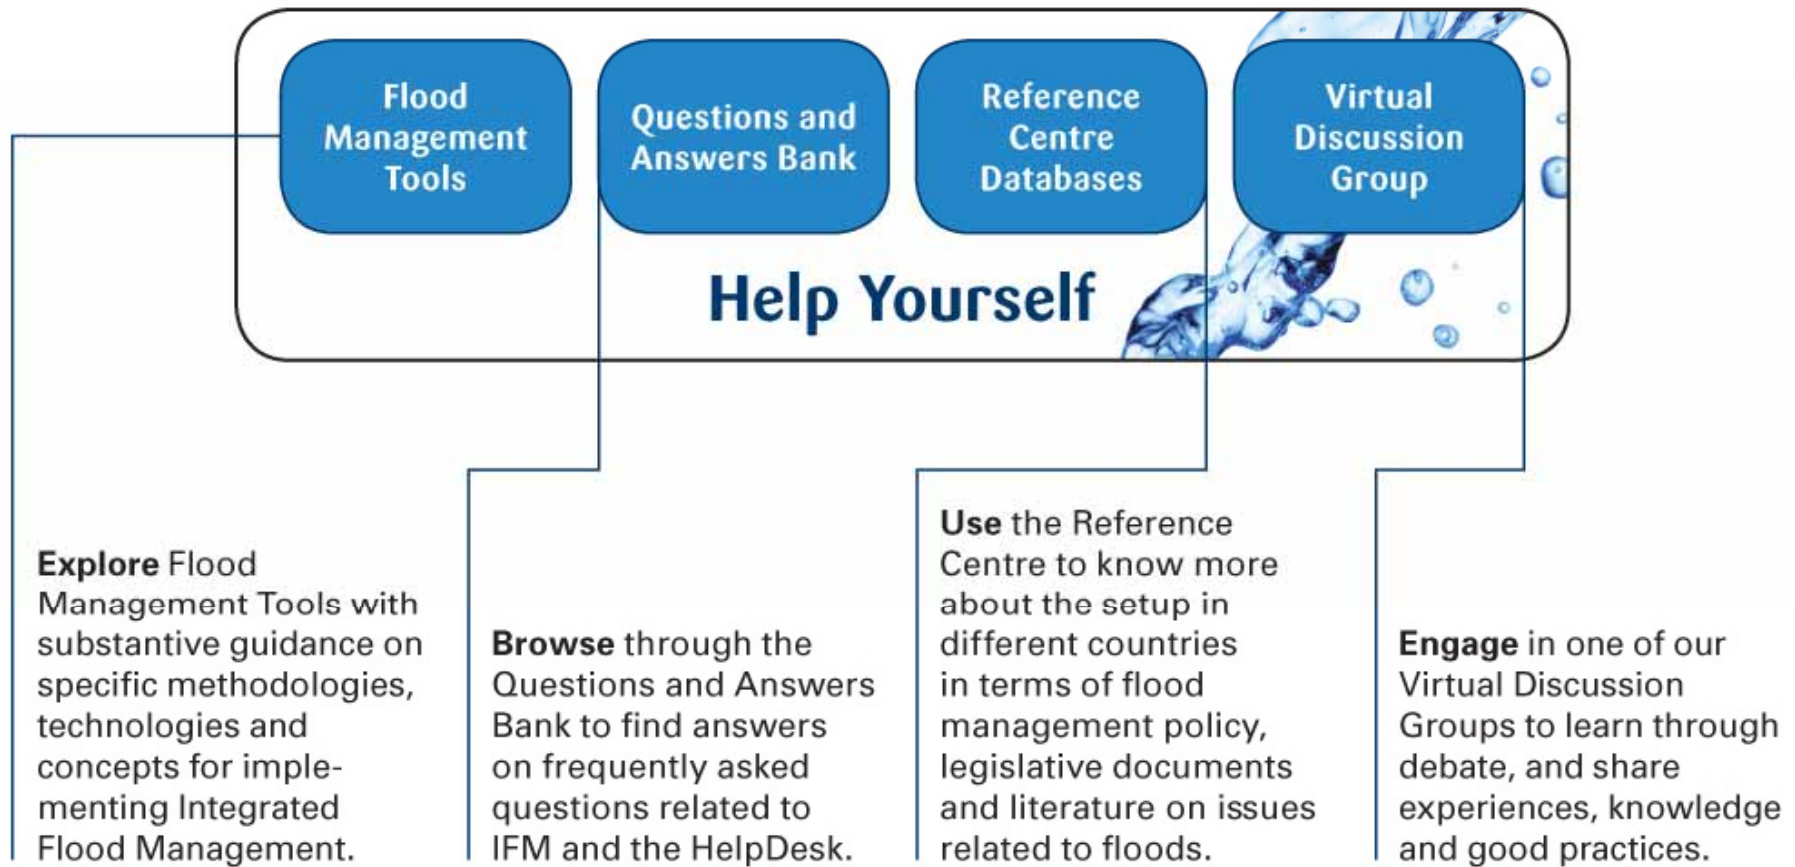 Flood
Management
Tools
Questions and
Answers Bank
Reference
Centre
Databases
Virtual
Discussion
Group
Help Yourself
Explore Flood
Management Tools with
substantive guidance on
specific methodologies,
technologies and
concepts for imple-
menting Integrated
Flood Management.
Browse through the
Questions and Answers
Bank to find answers
on frequently asked
questions related to
IFM and the HelpDesk.
Use the Reference
Centre to know more
about the setup in
different countries
in terms of flood
management policy,
legislative documents
and literature on issues
related to floods.
Engage in one of our
Virtual Discussion
Groups to learn through
debate, and share
experiences, knowledge
and good practices.